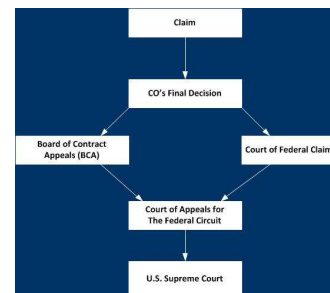 Claim
CO's Final Decision
Board of Contract
Appeals (BCA)
Court of Federal Claim
Court of Appeals for
The Federal Circuit
U.S. Supreme Court